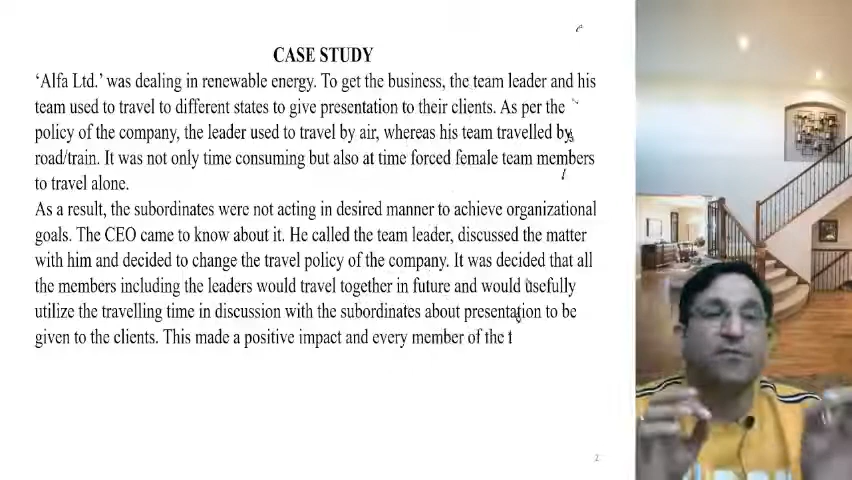 CASE STUDY
‘Alfa Ltd.’ was dealing in renewable energy. To get the business, the team leader and his
team used to travel to different states to give presentation to their clients. As per the
policy of the company, the leader used to travel by air, whereas his team travelled by
road/train. It was not only time consuming but also at time forced female team members
to travel alone.
As a result, the subordinates were not acting in desired manner to achieve organizational
goals. The CEO came to know about it. He called the team leader, discussed the matter
with him and decided to change the travel policy of the company. It was decided that all
the members including the leaders would travel together in future and would usefully
utilize the travelling time in discussion with the subordinates about presentation to be
given to the clients. This made a positive impact and every member of the t
2